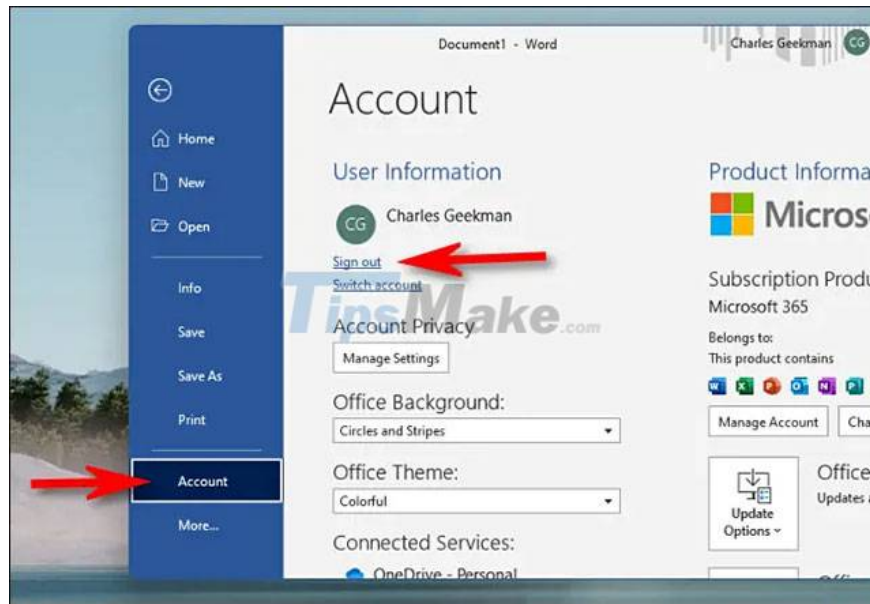 Document1 - Word
Charles Geekman CG
Account
Home
New
Open
Info
Save
Save As
Print
Account
More...
User Information
CG
Charles Geekman
Sign out
Switch account
TipsMake.com
Account Privacy
Manage Settings
Office Background:
Circles and Stripes
Office Theme:
Colorful
Connected Services:
OneDrive - Personal
Product Informa
Micros
Subscription Produ
Microsoft 365
Belongs to:
This product contains
Manage Account
Cha
Update
Options
Office
Updates a